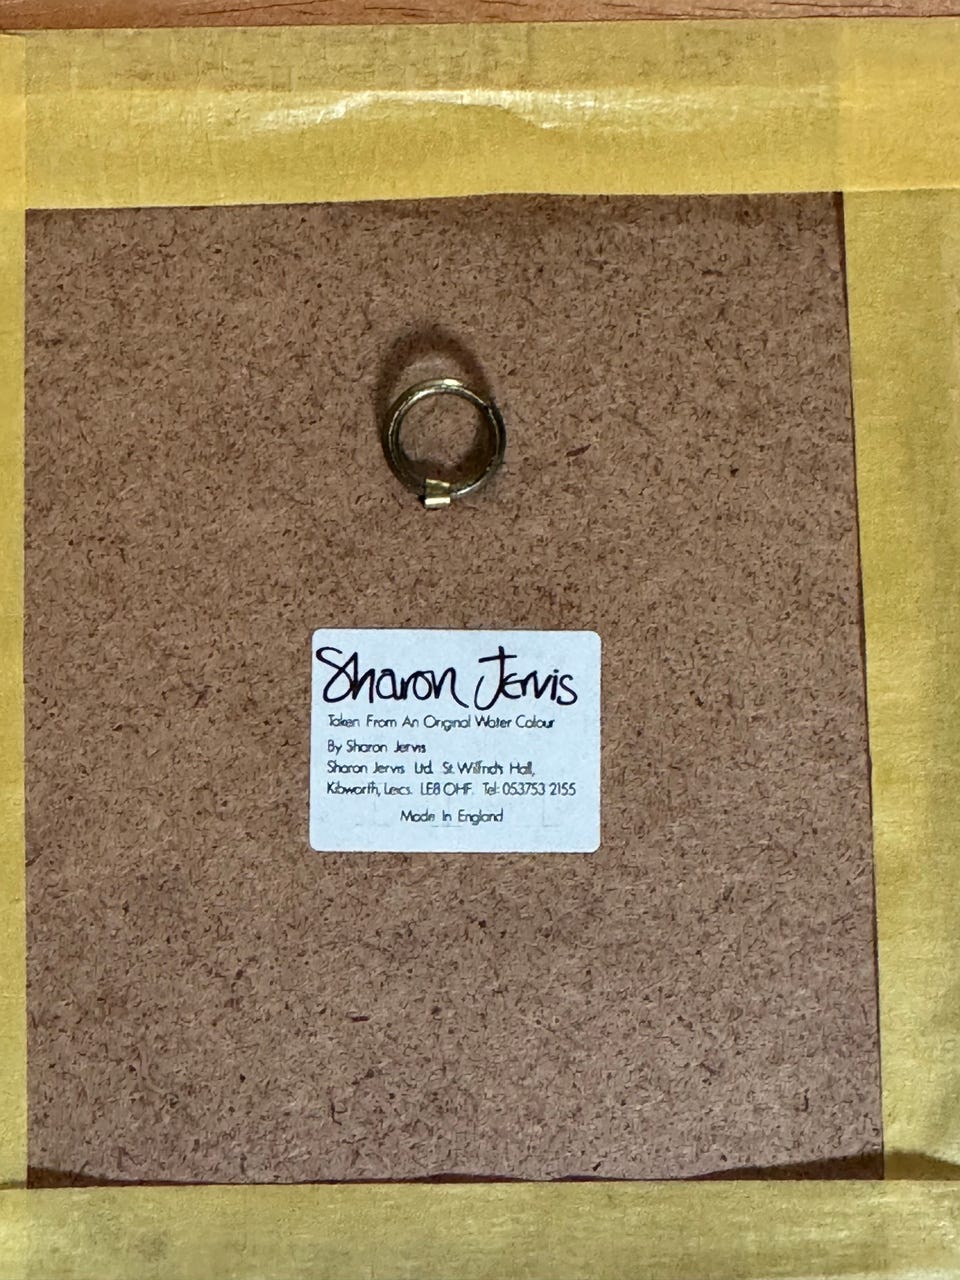 Sharon Jervis
Taken From An Original Water Colour
By Sharon Jervis
Sharon Jervis Ltd. St. Wilfrid's Hall,
Kibworth, Leics. LE8 OHF. Tel: 053753 2155
Made In England